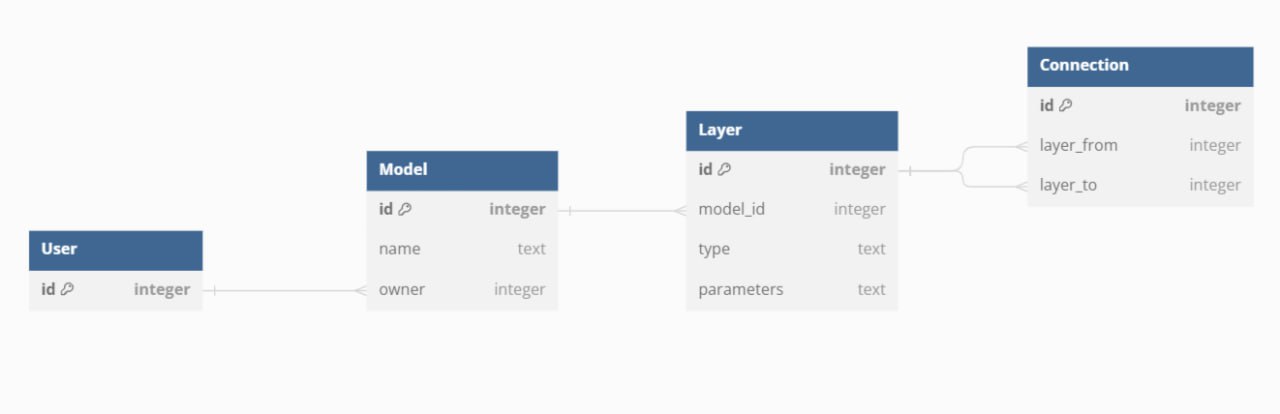 User
id integer
Model
id integer
name text
owner integer
Layer
id integer
model_id integer
type text
parameters text
Connection
id integer
layer_from integer
layer_to integer